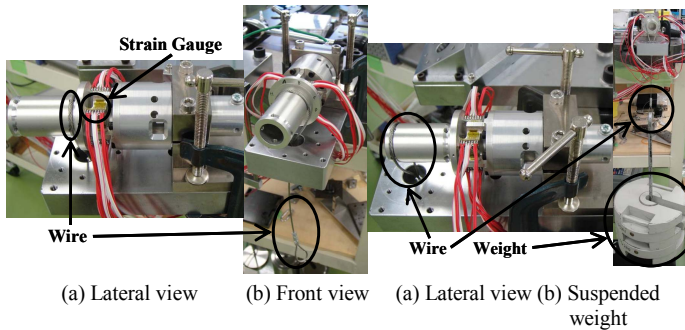 Strain Gauge
Wire
Wire
Weight
(a) Lateral view
(b) Front view
(a) Lateral view
(b) Suspended
weight